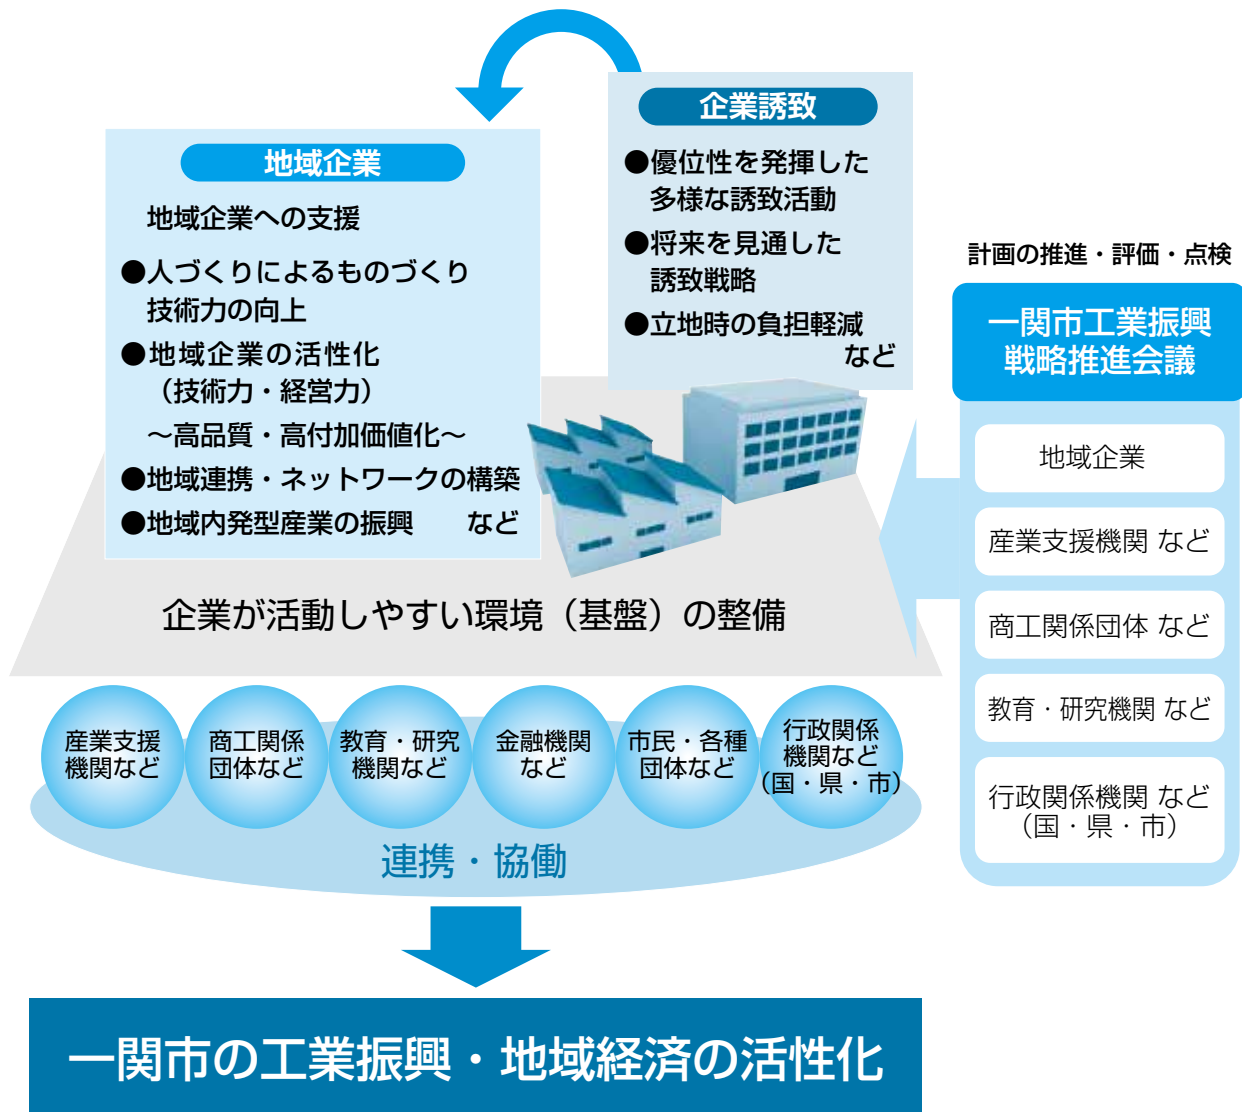 企業誘致
●優位性を発揮した
多様な誘致活動
●将来を見通した
誘致戦略
●立地時の負担軽減
など
地域企業
地域企業への支援
●人づくりによるものづくり
技術力の向上
●地域企業の活性化
（技術力・経営力）
～高品質・高付加価値化～
●地域連携・ネットワークの構築
●地域内発型産業の振興　　など
企業が活動しやすい環境（基盤）の整備
計画の推進・評価・点検
一関市工業振興
戦略推進会議
地域企業
産業支援機関 など
商工関係団体 など
教育・研究機関 など
行政関係機関 など
（国・県・市）
産業支援
機関など
商工関係
団体など
教育・研究
機関など
金融機関
など
市民・各種
団体など
行政関係
機関など
（国・県・市）
連携・協働
一関市の工業振興・地域経済の活性化